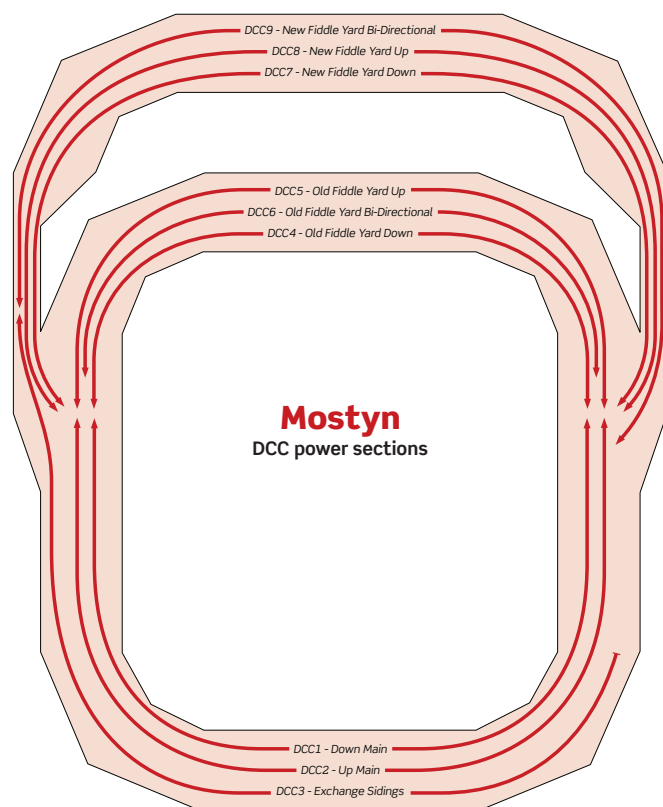 DCC9 - New Fiddle Yard Bi-Directional
DCC8 - New Fiddle Yard Up
DCC7 - New Fiddle Yard Down
DCC5 - Old Fiddle Yard Up
DCC6 - Old Fiddle Yard Bi-Directional
DCC4 - Old Fiddle Yard Down
Mostyn
DCC power sections
DCC1 - Down Main
DCC2 - Up Main
DCC3 - Exchange Sidings